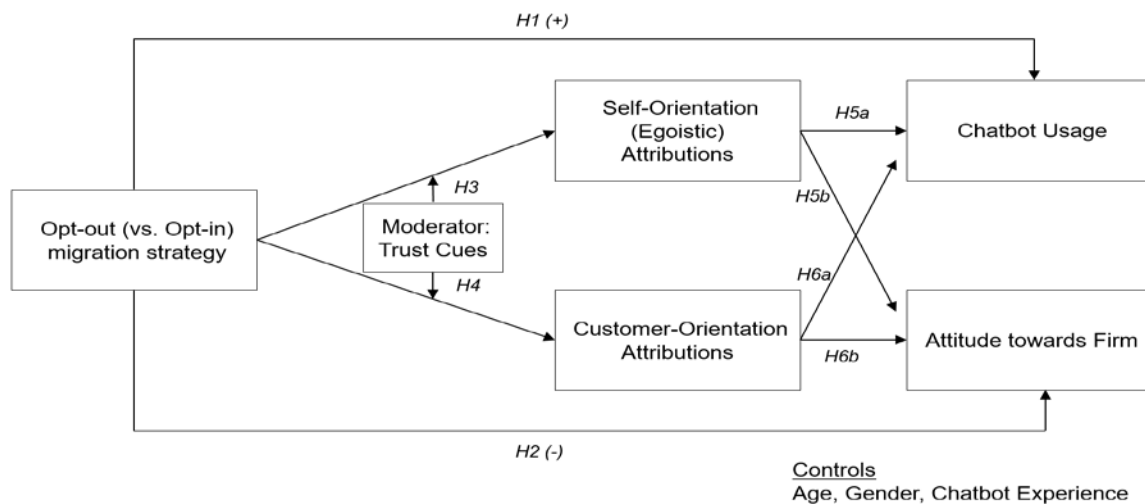 H1 (+)
Self-Orientation
(Egoistic)
Attributions
H5a
Chatbot Usage
H3
H5b
Opt-out (vs. Opt-in)
migration strategy
Moderator:
Trust Cues
H4
H6a
Customer-Orientation
Attributions
H6b
Attitude towards Firm
H2 (-)
Controls
Age, Gender, Chatbot Experience